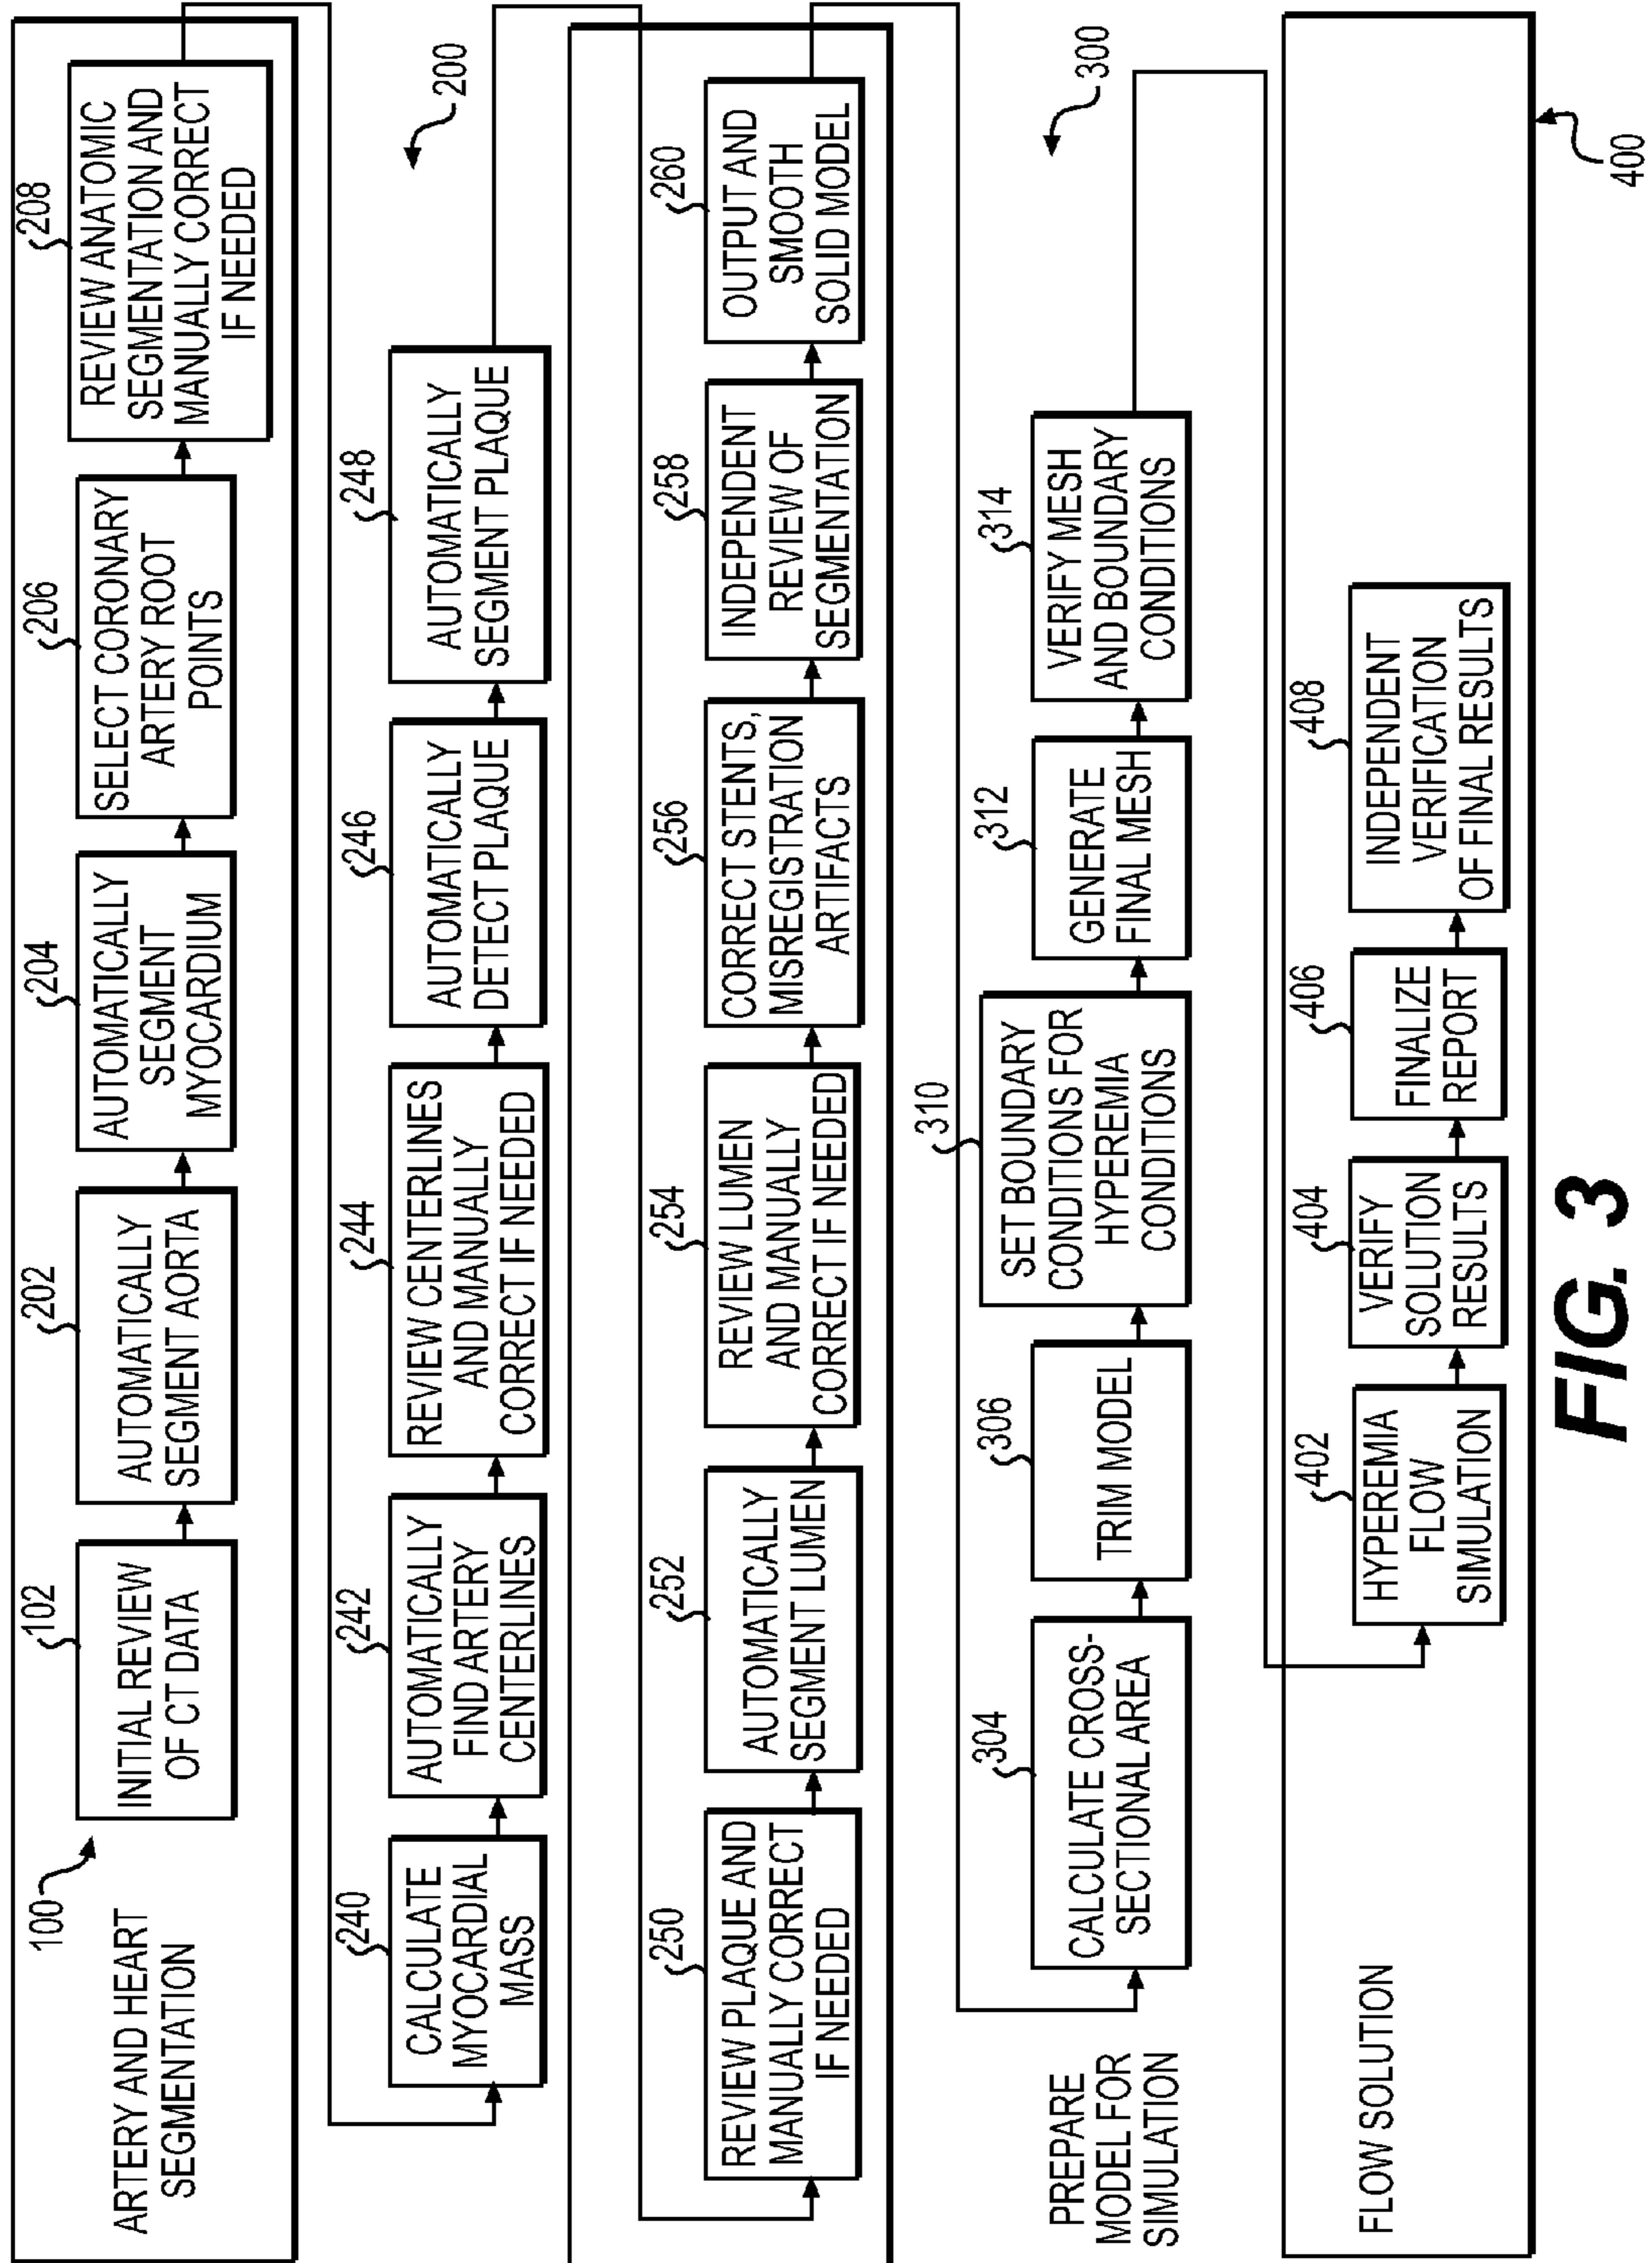 ARTERY AND HEART
SEGMENTATION
100
102
INITIAL REVIEW
OF CT DATA
202
AUTOMATICALLY
SEGMENT AORTA
204
AUTOMATICALLY
SEGMENT
MYOCARDIUM
206
SELECT CORONARY
ARTERY ROOT
POINTS
208
REVIEW ANATOMIC
SEGMENTATION AND
MANUALLY CORRECT
IF NEEDED
240
CALCULATE
MYOCARDIAL
MASS
242
AUTOMATICALLY
FIND ARTERY
CENTERLINES
244
REVIEW CENTERLINES
AND MANUALLY
CORRECT IF NEEDED
246
AUTOMATICALLY
DETECT PLAQUE
248
AUTOMATICALLY
SEGMENT PLAQUE
200
250
REVIEW PLAQUE AND
MANUALLY CORRECT
IF NEEDED
252
AUTOMATICALLY
SEGMENT LUMEN
254
REVIEW LUMEN
AND MANUALLY
CORRECT IF NEEDED
256
CORRECT STENTS,
MISREGISTRATION
ARTIFACTS
258
INDEPENDENT
REVIEW OF
SEGMENTATION
260
OUTPUT AND
SMOOTH
SOLID MODEL
PREPARE
MODEL FOR
SIMULATION
304
CALCULATE CROSS-
SECTIONAL AREA
306
TRIM MODEL
310
SET BOUNDARY
CONDITIONS FOR
HYPEREMIA
CONDITIONS
312
GENERATE
FINAL MESH
314
VERIFY MESH
AND BOUNDARY
CONDITIONS
300
FLOW SOLUTION
402
HYPEREMIA
FLOW
SIMULATION
404
VERIFY
SOLUTION
RESULTS
406
FINALIZE
REPORT
408
INDEPENDENT
VERIFICATION
OF FINAL RESULTS
400
FIG. 3